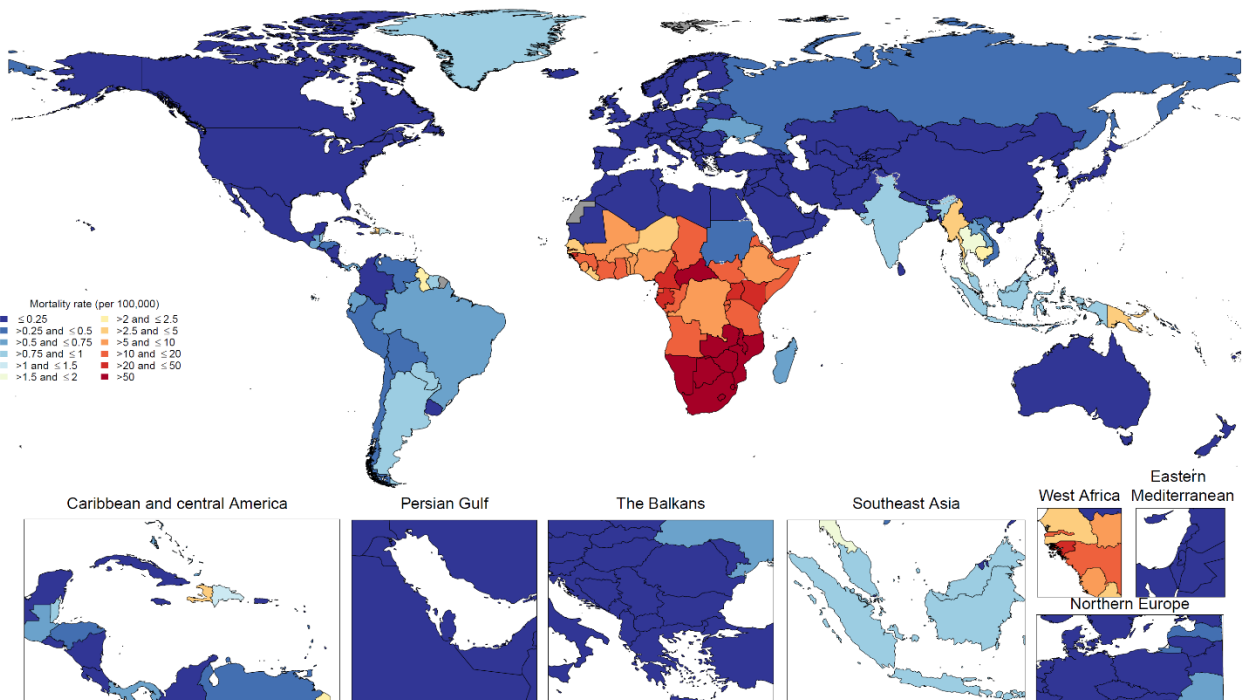 Mortality rate (per 100,000)
≤ 0.25
>0.25 and ≤ 0.5
>0.5 and ≤ 0.75
>0.75 and ≤ 1
>1 and ≤ 1.5
>1.5 and ≤ 2
>2 and ≤ 2.5
>2.5 and ≤ 5
>5 and ≤ 10
>10 and ≤ 20
>20 and ≤ 50
>50
Caribbean and central America
Persian Gulf
The Balkans
Southeast Asia
West Africa
Eastern
Mediterranean
Northern Europe